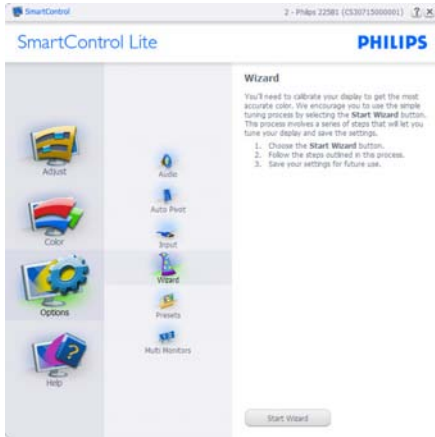 SmartControl
2 - Philips 225B1 (CS30715000001) ? x
SmartControl Lite
PHILIPS
Adjust
Color
Options
Help
Audio
Auto Pivot
Input
Wizard
Presets
Multi Monitors
Wizard
You'll need to calibrate your display to get the most
accurate color. We encourage you to use the simple
tuning process by selecting the Start Wizard button.
This process involves a series of steps that will let you
tune your display and save the settings.
1. Choose the Start Wizard button.
2. Follow the steps outlined in this process.
3. Save your settings for future use.
Start Wizard